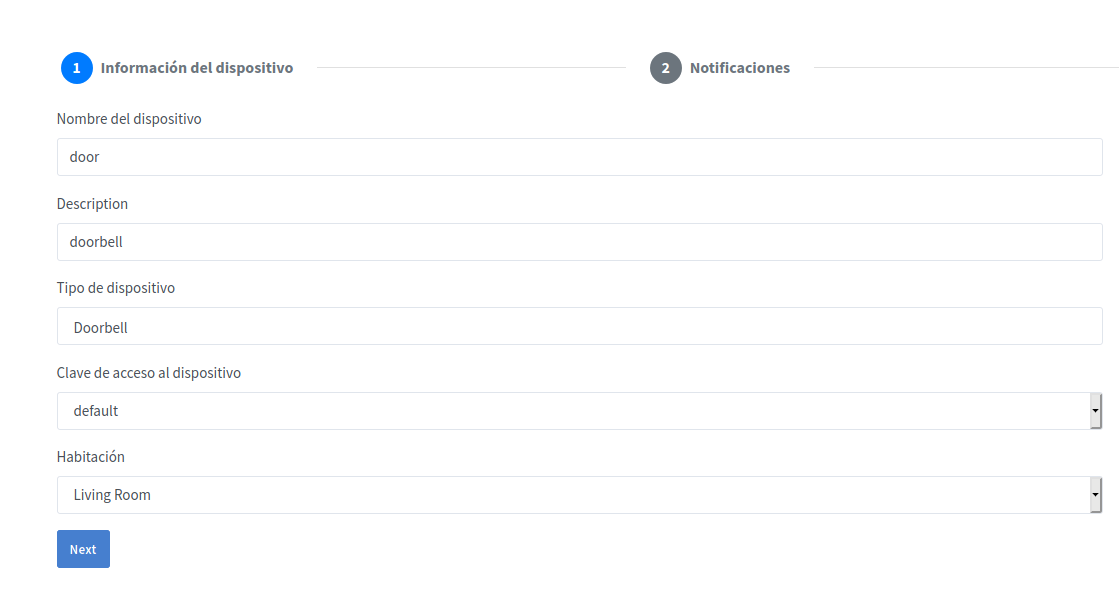 1 Información del dispositivo
2 Notificaciones
Nombre del dispositivo
door
Description
doorbell
Tipo de dispositivo
Doorbell
Clave de acceso al dispositivo
default
Habitación
Living Room
Next